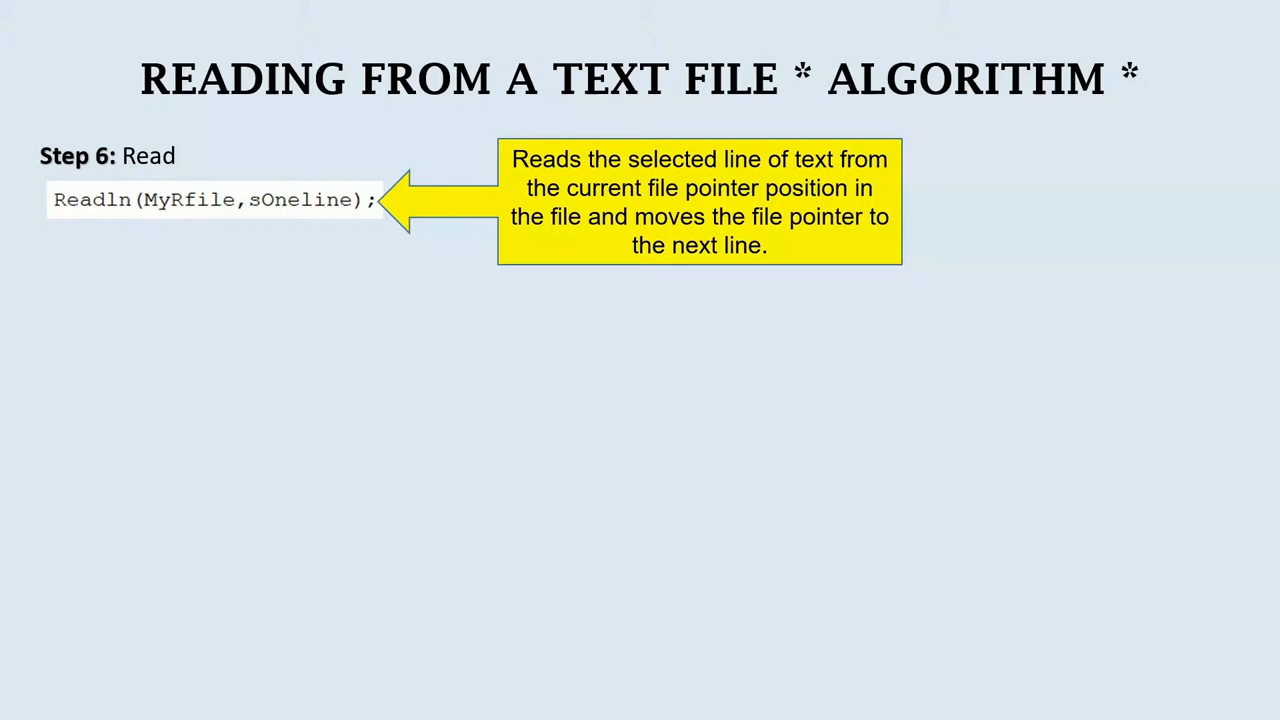 READING FROM A TEXT FILE * ALGORITHM *
Step 6: Read
Readln(MyRfile,sOneline);
Reads the selected line of text from
the current file pointer position in
the file and moves the file pointer to
the next line.